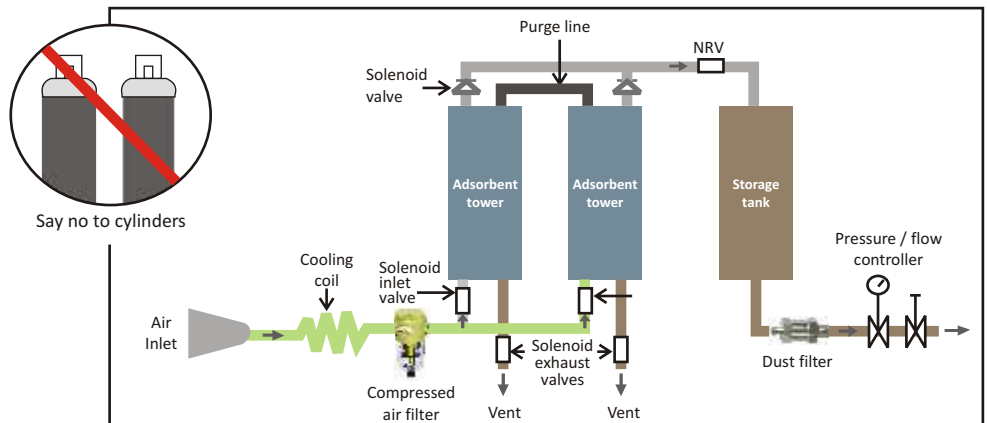 Purge line
NRV
Solenoid
valve
Adsorbent
tower
Adsorbent
tower
Storage
tank
Say no to cylinders
Pressure / flow
controller
Cooling
coil
Solenoid
inlet
valve
Air
Inlet
Solenoid
exhaust
valves
Dust filter
Compressed
air filter
Vent
Vent